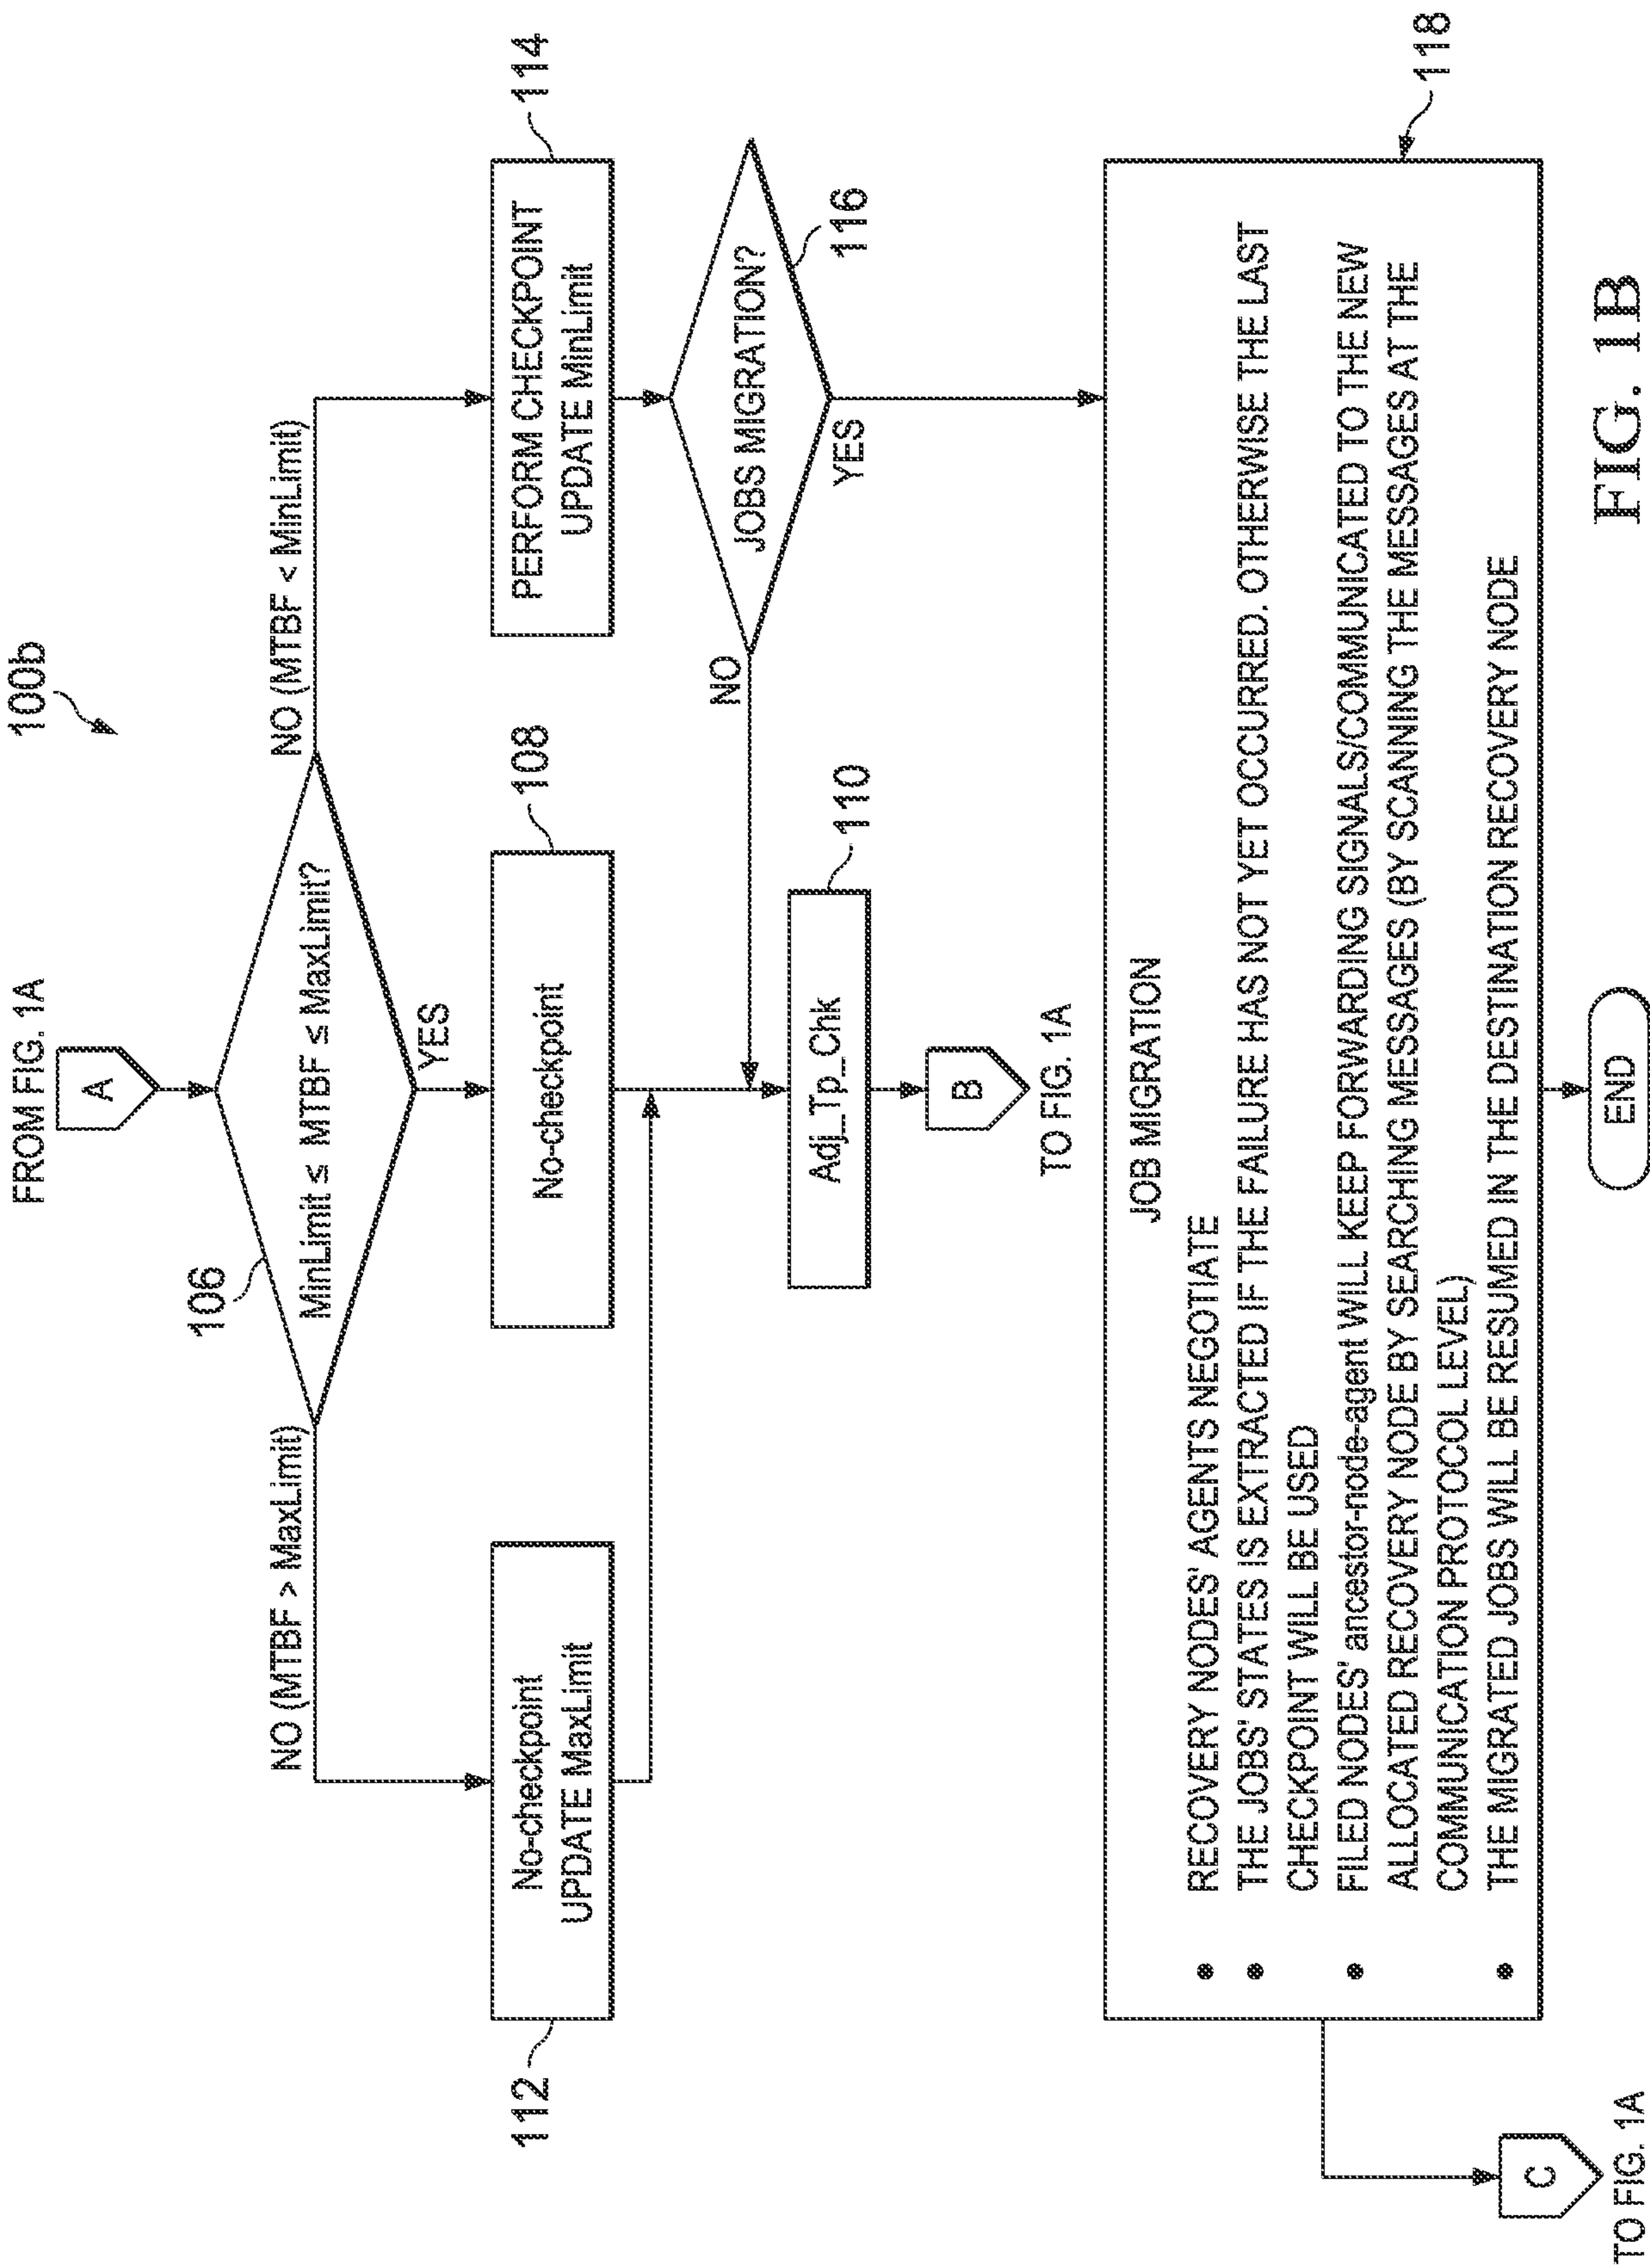 100b
FROM FIG. 1A
A
106
MinLimit ≤ MTBF ≤ MaxLimit?
NO (MTBF > MaxLimit)
NO (MTBF < MinLimit)
YES
112
No-checkpoint
UPDATE MaxLimit
108
No-checkpoint
114
PERFORM CHECKPOINT
UPDATE MinLimit
JOBS MIGRATION?
116
NO
YES
110
Adj_Tp_Chk
B
TO FIG. 1A
118
JOB MIGRATION
• RECOVERY NODES' AGENTS NEGOTIATE
• THE JOBS' STATES IS EXTRACTED IF THE FAILURE HAS NOT YET OCCURRED. OTHERWISE THE LAST
CHECKPOINT WILL BE USED
• FILED NODES' ancestor-node-agent WILL KEEP FORWARDING SIGNALS/COMMUNICATED TO THE NEW
ALLOCATED RECOVERY NODE BY SEARCHING MESSAGES (BY SCANNING THE MESSAGES AT THE
COMMUNICATION PROTOCOL LEVEL)
• THE MIGRATED JOBS WILL BE RESUMED IN THE DESTINATION RECOVERY NODE
C
TO FIG. 1A
END
FIG. 1B